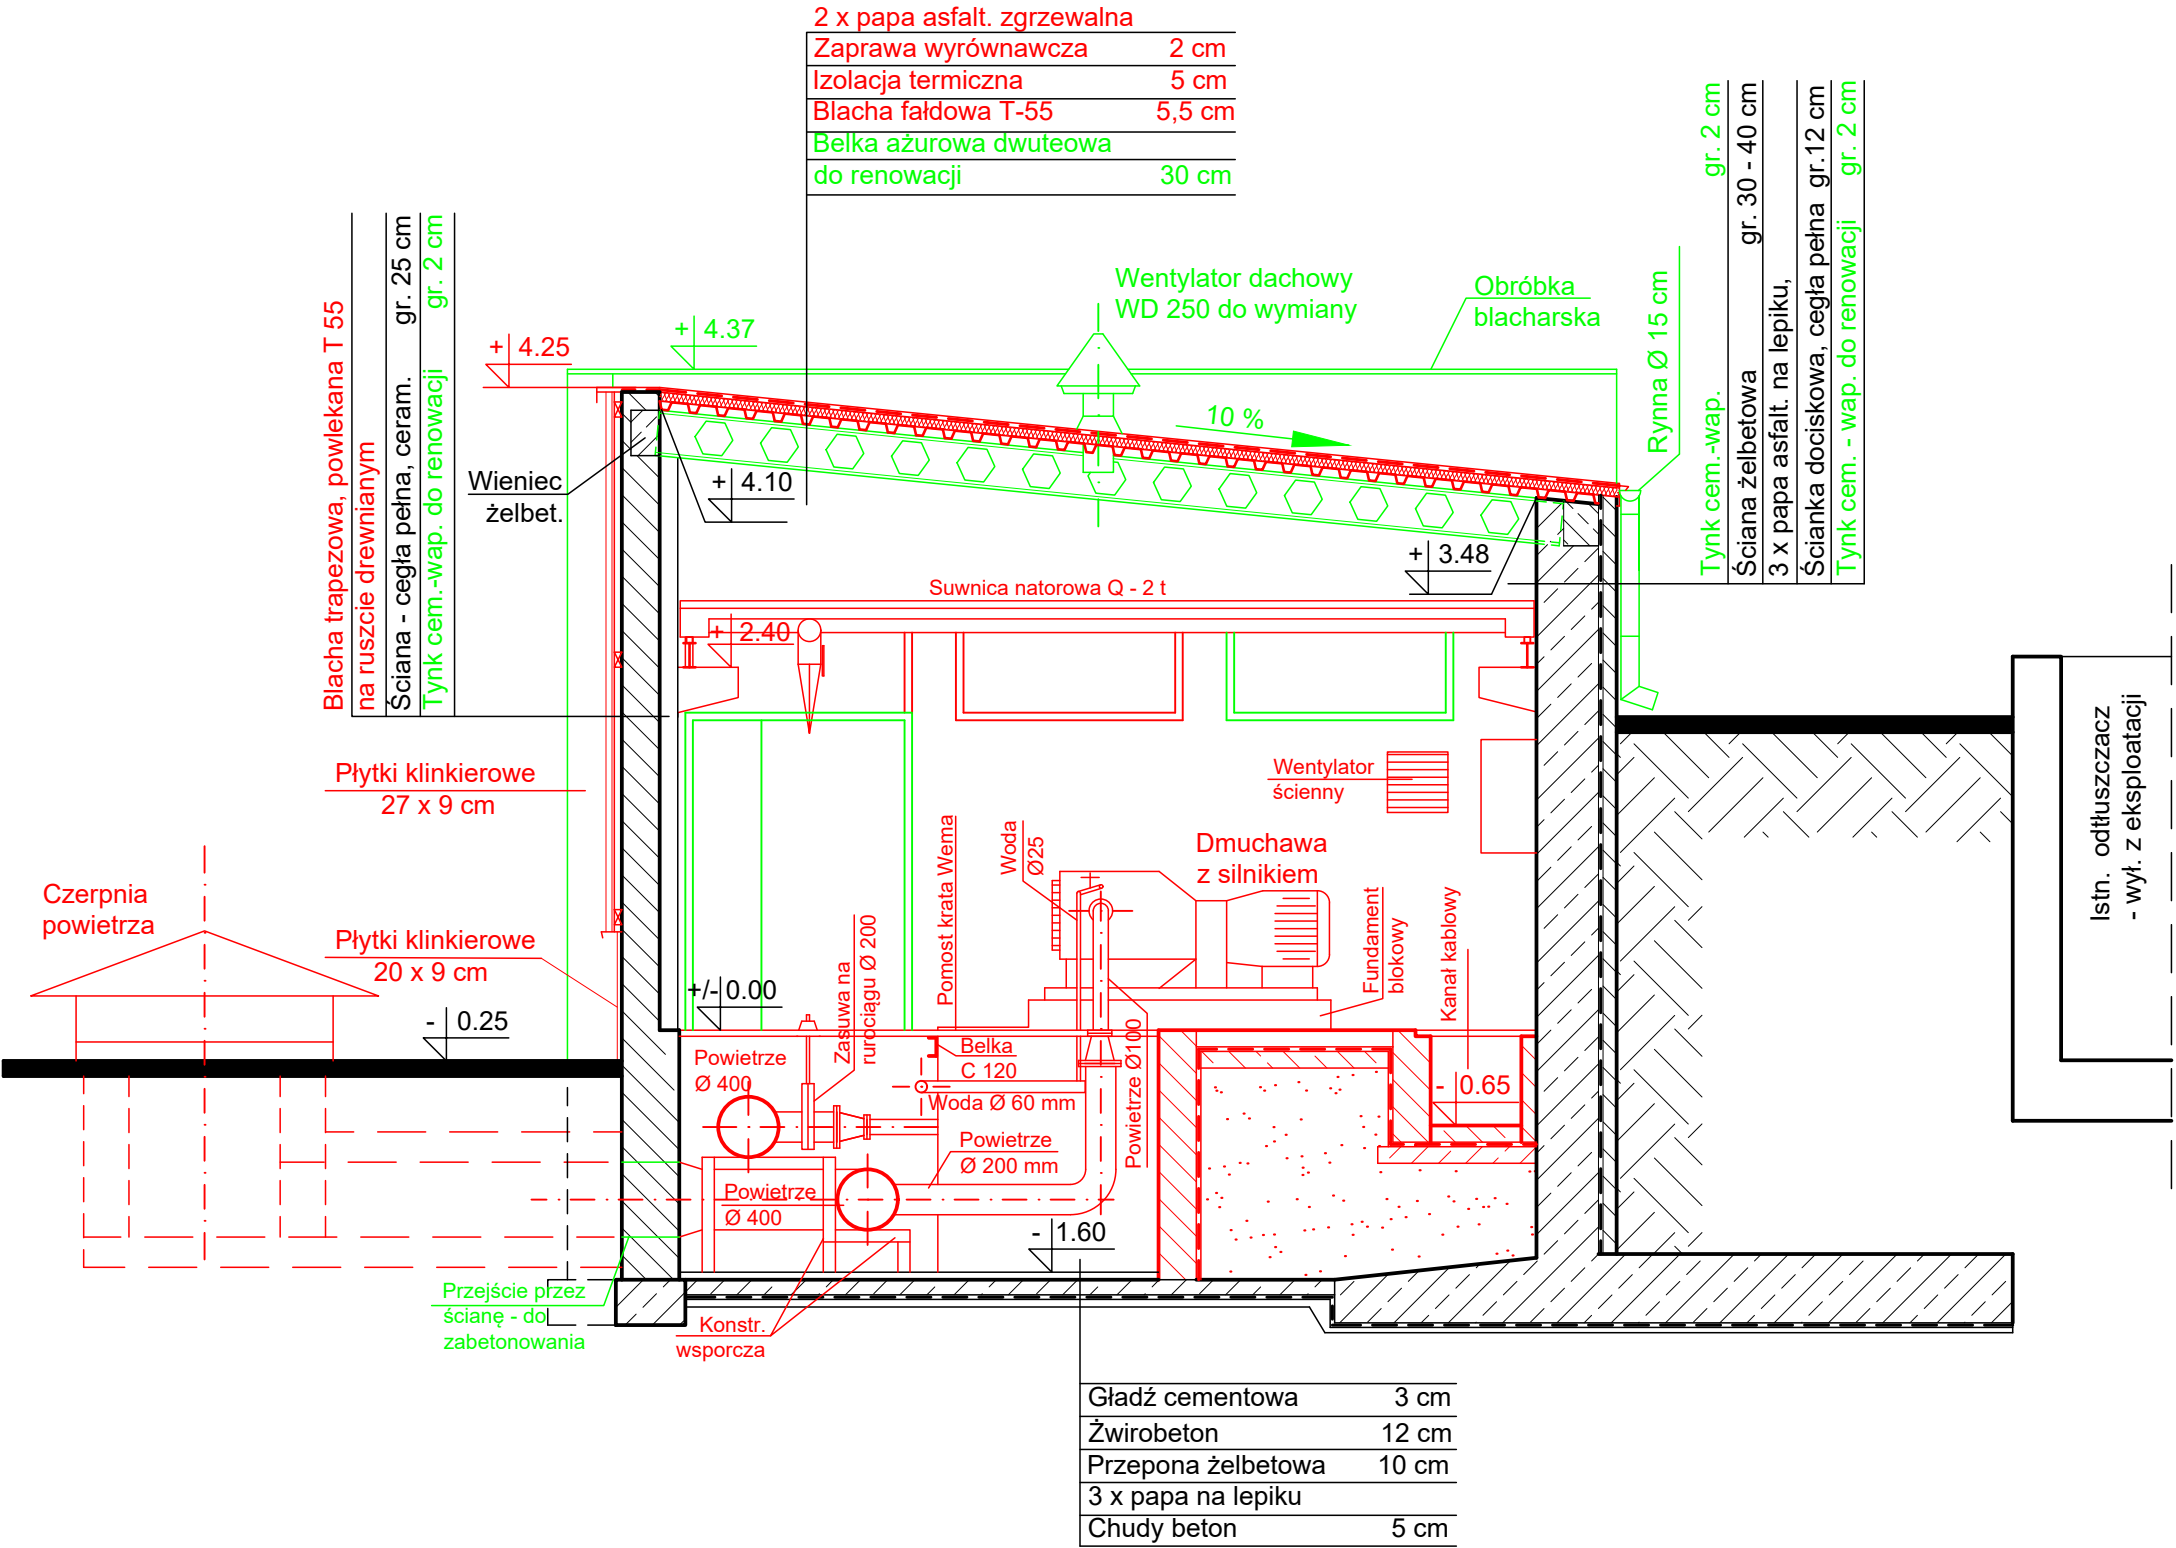 2 x papa asfalt. zgrzewalna
Zaprawa wyrównawcza 2 cm
Izolacja termiczna 5 cm
Blacha fałdowa T-55 5,5 cm
Belka ażurowa dwuteowa
do renowacji 30 cm
Blacha trapezowa, powlekana T 55
na ruszcie drewnianym
Ściana - cegła pełna, ceram. gr. 25 cm
Tynk cem.-wap. do renowacji gr. 2 cm
Tynk cem.-wap. gr. 2 cm
Ściana żelbetowa gr. 30 - 40 cm
3 x papa asfalt. na lepiku,
Ścianka dociskowa, cegła pełna gr.12 cm
Tynk cem. - wap. do renowacji gr. 2 cm
Wentylator dachowy
WD 250 do wymiany
Obróbka
blacharska
Rynna Ø 15 cm
+ 4.25
+ 4.37
10 %
Wieniec
żelbet.
+ 4.10
+ 3.48
Suwnica natorowa Q - 2 t
+ 2.40
Płytki klinkierowe
27 x 9 cm
Wentylator
ścienny
Istn. odtłuszczacz
- wył. z eksploatacji
Czerpnia
powietrza
Płytki klinkierowe
20 x 9 cm
- 0.25
+/- 0.00
Zasuwa na
rurociągu Ø 200
Pomost krata Wema
Woda
Ø25
Dmuchawa
z silnikiem
Fundament
blokowy
Kanał kablowy
Powietrze
Ø 400
Belka
C 120
Woda Ø 60 mm
Powietrze Ø100
- 0.65
Powietrze
Ø 200 mm
Powietrze
Ø 400
- 1.60
Przejście przez
ścianę - do
zabetonowania
Konstr.
wsporcza
Gładź cementowa 3 cm
Żwirobeton 12 cm
Przepona żelbetowa 10 cm
3 x papa na lepiku
Chudy beton 5 cm